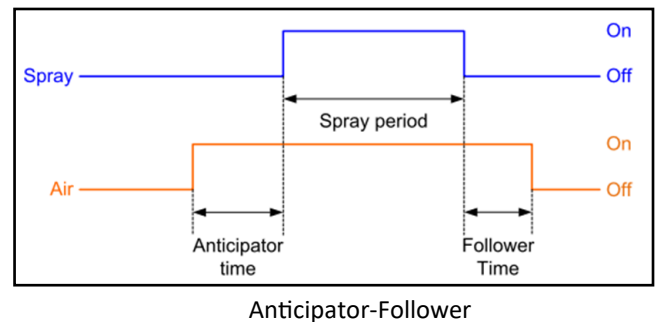 On
Spray
Off
Spray period
On
Air
Off
Anticipator
time
Follower
Time
Anticipator-Follower